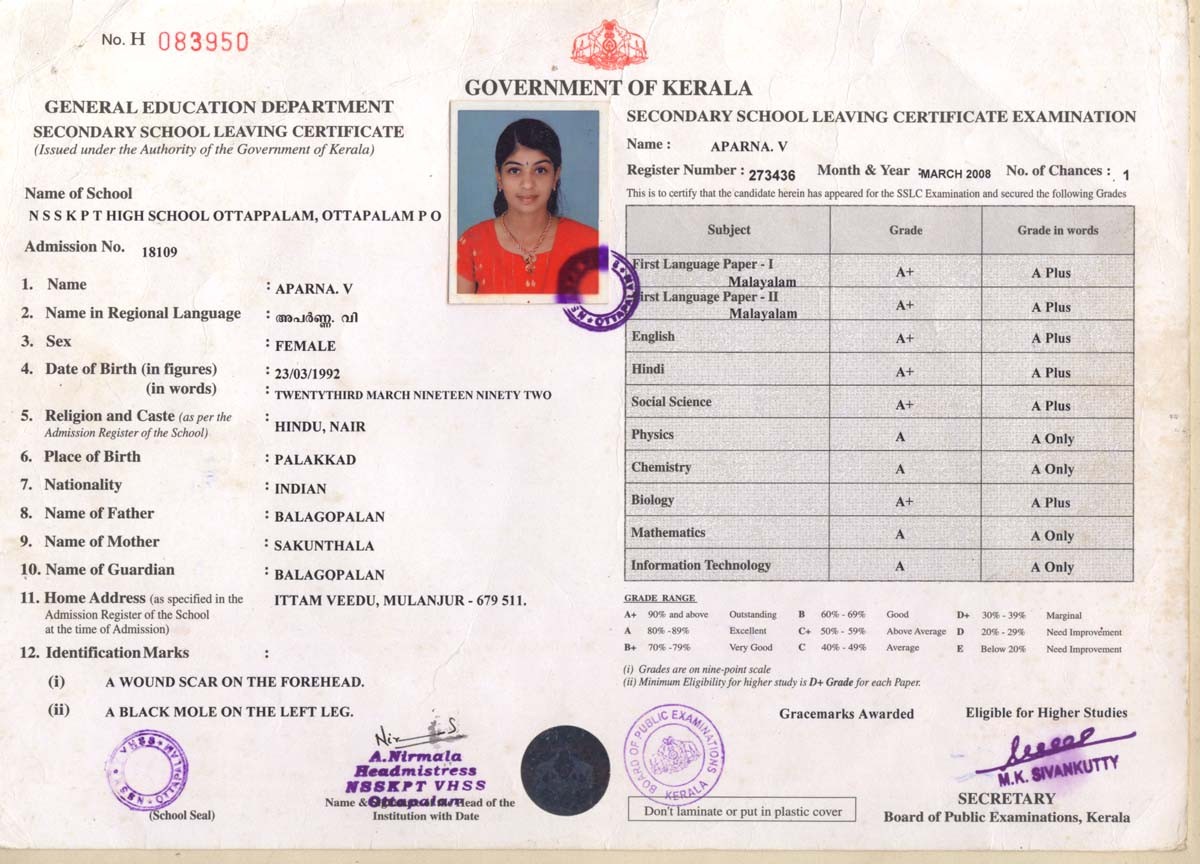 No. H 083950
GOVERNMENT OF KERALA
GENERAL EDUCATION DEPARTMENT
SECONDARY SCHOOL LEAVING CERTIFICATE
(Issued under the Authority of the Government of Kerala)
Name of School
N S S K P T HIGH SCHOOL OTTAPPALAM, OTTAPALAM P O
Admission No. 18109
1. Name : APARNA. V
2. Name in Regional Language : അപർണ്ണ. വി
3. Sex : FEMALE
4. Date of Birth (in figures) : 23/03/1992
(in words) : TWENTYTHIRD MARCH NINETEEN NINETY TWO
5. Religion and Caste (as per the :
Admission Register of the School) HINDU, NAIR
6. Place of Birth : PALAKKAD
7. Nationality : INDIAN
8. Name of Father : BALAGOPALAN
9. Name of Mother : SAKUNTHALA
10. Name of Guardian : BALAGOPALAN
11. Home Address (as specified in the ITTAM VEEDU, MULANJUR - 679 511.
Admission Register of the School
at the time of Admission)
12. Identification Marks :
(i) A WOUND SCAR ON THE FOREHEAD.
(ii) A BLACK MOLE ON THE LEFT LEG.
(School Seal)
A.Nirmala
Headmistress
NSSKPT VHSS
Ottapalam
Name & of the
Institution with Date
SECONDARY SCHOOL LEAVING CERTIFICATE EXAMINATION
Name : APARNA. V
Register Number : 273436 Month & Year : MARCH 2008 No. of Chances : 1
This is to certify that the candidate herein has appeared for the SSLC Examination and secured the following Grades
Subject Grade Grade in words
First Language Paper - I
Malayalam A+ A Plus
First Language Paper - II
Malayalam A+ A Plus
English A+ A Plus
Hindi A+ A Plus
Social Science A+ A Plus
Physics A A Only
Chemistry A A Only
Biology A+ A Plus
Mathematics A A Only
Information Technology A A Only
GRADE RANGE
A+ 90% and above Outstanding B 60% - 69% Good D+ 30% - 39% Marginal
A 80% -89% Excellent C+ 50% - 59% Above Average D 20% - 29% Need Improvement
B+ 70% -79% Very Good C 40% - 49% Average E Below 20% Need Improvement
(i) Grades are on nine-point scale
(ii) Minimum Eligibility for higher study is D+ Grade for each Paper.
Gracemarks Awarded Eligible for Higher Studies
BOARD OF PUBLIC EXAMINATIONS
KERALA
M.K. SIVANKUTTY
SECRETARY
Board of Public Examinations, Kerala
Don't laminate or put in plastic cover